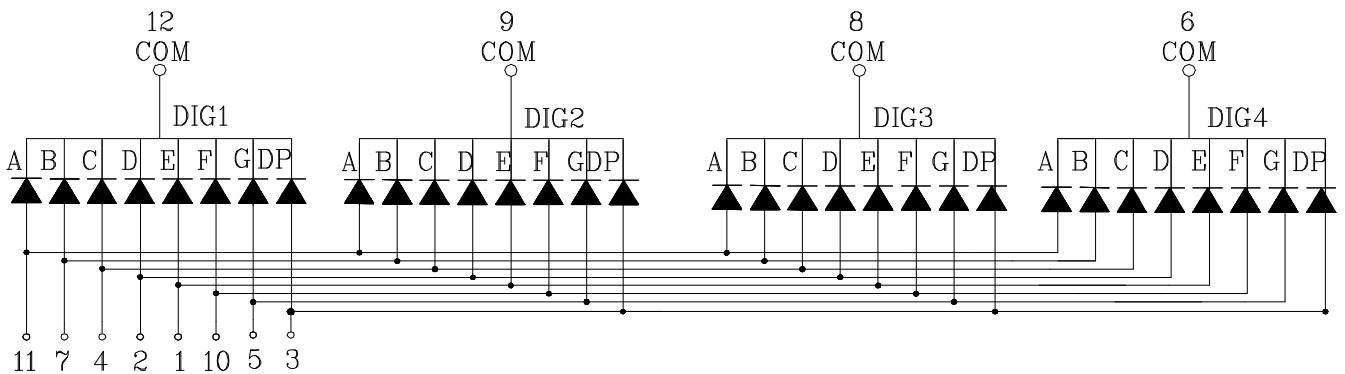 12 9 8 6
COM COM COM COM
DIG1 DIG2 DIG3 DIG4
A B C D E F G DP A B C D E F G DP A B C D E F G DP A B C D E F G DP
11 7 4 2 1 10 5 3